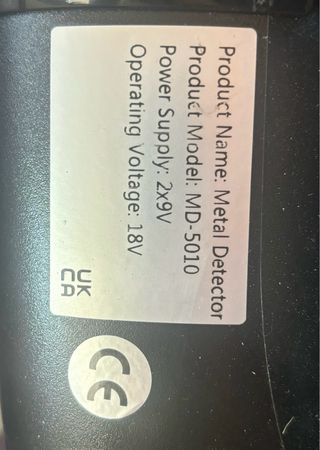 Product Name: Metal Detector
Product Model: MD-5010
Power Supply: 2x9V
Operating Voltage: 18V
UK
CA
CE